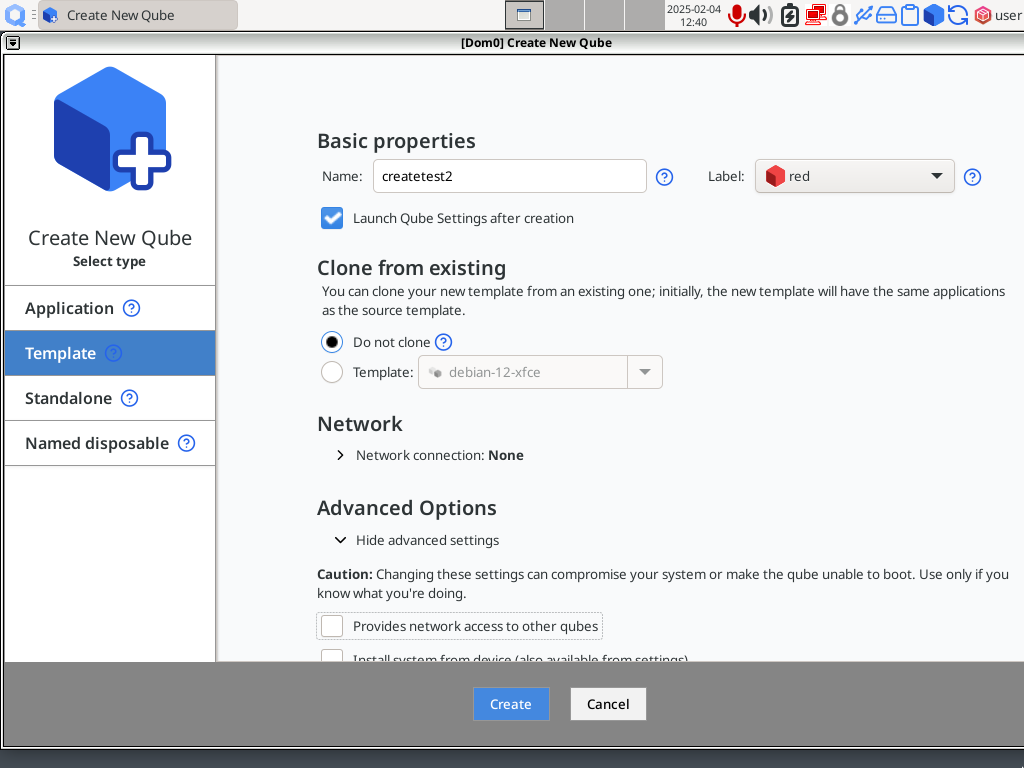 Create New Qube
2025-02-04
12:40
user
[Dom0] Create New Qube
Create New Qube
Select type
Application
Template
Standalone
Named disposable
Basic properties
Name: createtest2 Label: red
Launch Qube Settings after creation
Clone from existing
You can clone your new template from an existing one; initially, the new template will have the same applications
as the source template.
Do not clone
Template: debian-12-xfce
Network
Network connection: None
Advanced Options
Hide advanced settings
Caution: Changing these settings can compromise your system or make the qube unable to boot. Use only if you
know what you're doing.
Provides network access to other qubes
Install system from device (also available from settings)
Create Cancel